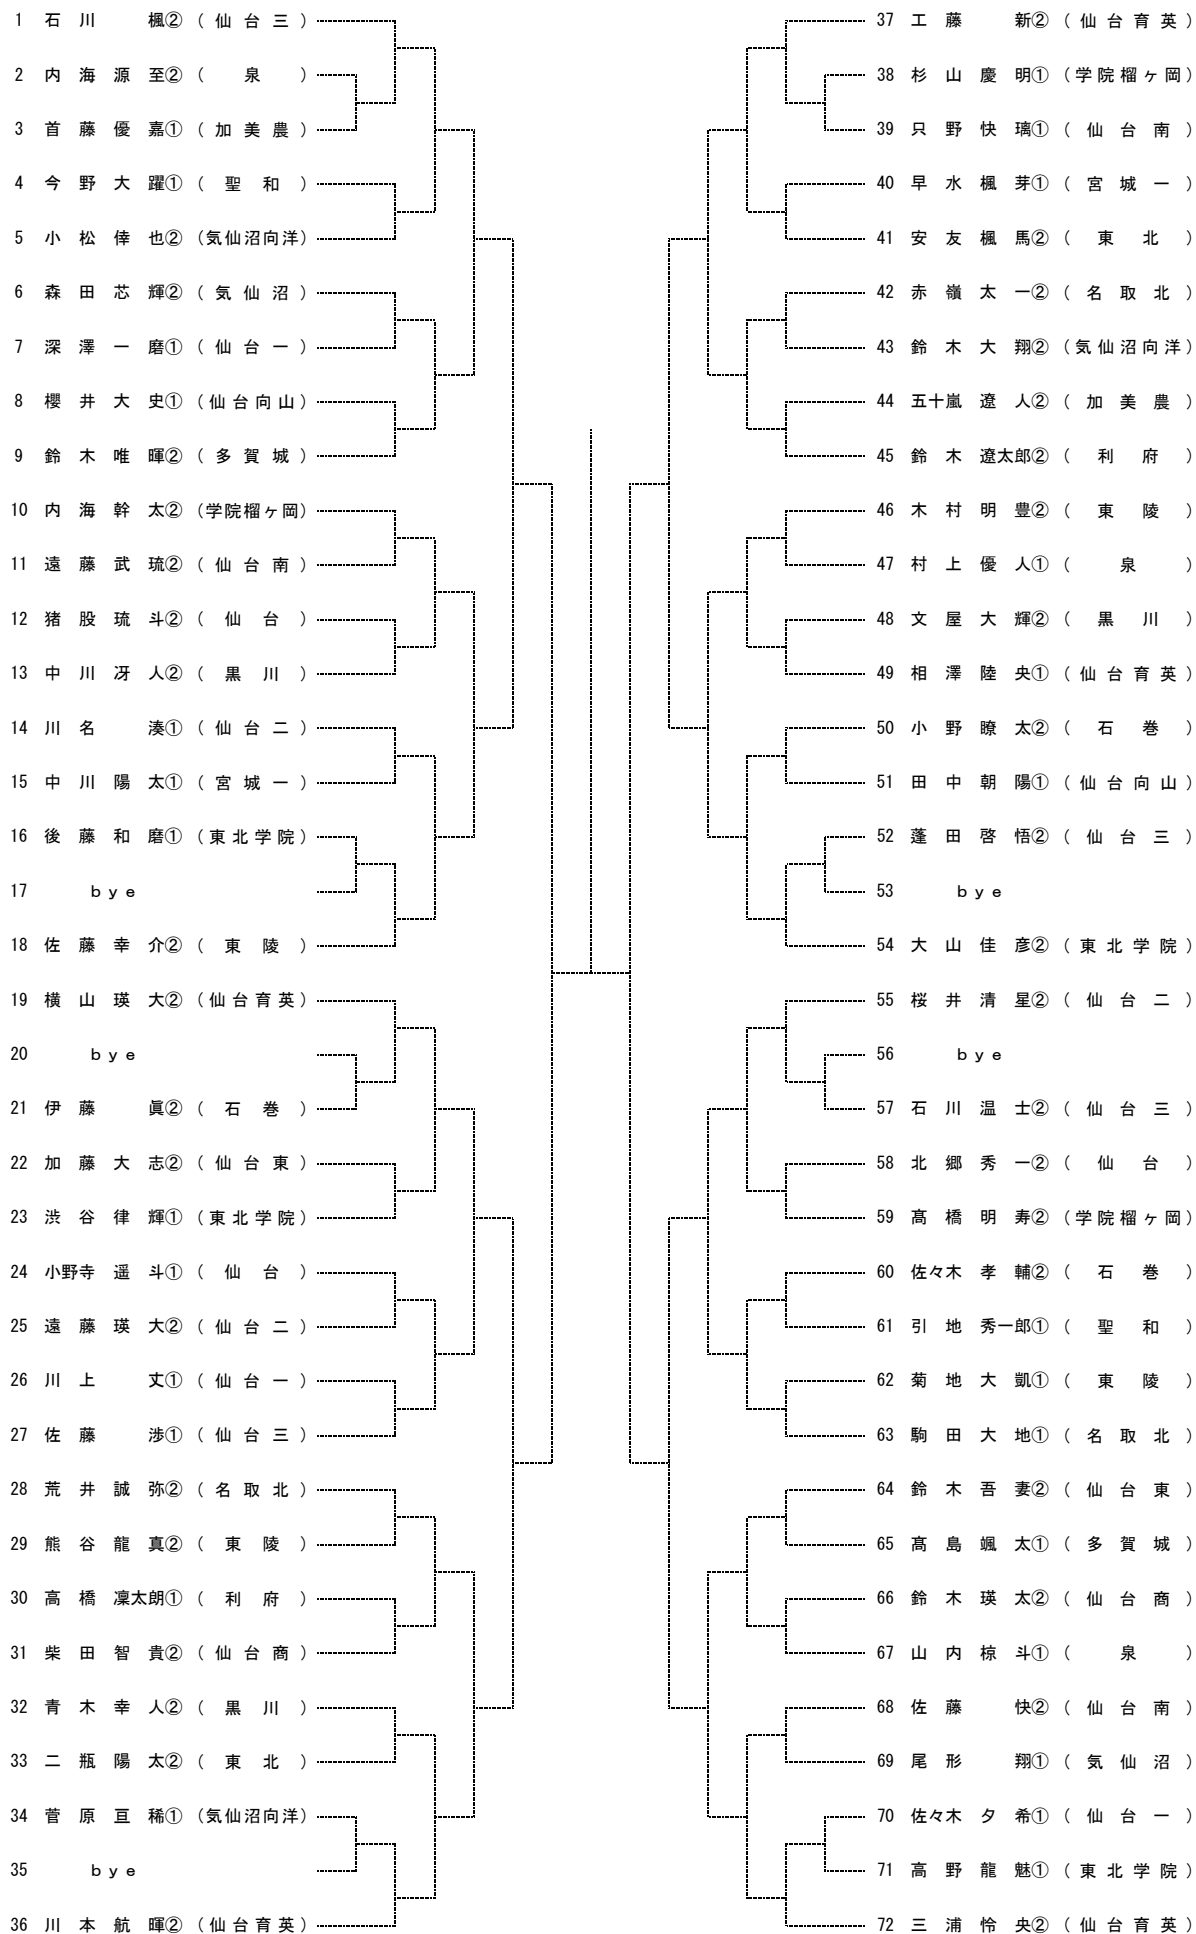 1 石川 楓② (仙台三)
2 内海源至② (泉)
3 首藤優嘉① (加美農)
4 今野大躍① (聖和)
5 小松倖也② (気仙沼向洋)
6 森田芯輝② (気仙沼)
7 深澤一磨① (仙台一)
8 櫻井大史① (仙台向山)
9 鈴木唯暉② (多賀城)
10 内海幹太② (学院榴ヶ岡)
11 遠藤武琉② (仙台南)
12 猪股琉斗② (仙台)
13 中川冴人② (黒川)
14 川名 湊① (仙台二)
15 中川陽太① (宮城一)
16 後藤和磨① (東北学院)
17 bye
18 佐藤幸介② (東陵)
19 横山瑛大② (仙台育英)
20 bye
21 伊藤 眞② (石巻)
22 加藤大志② (仙台東)
23 渋谷律輝① (東北学院)
24 小野寺遥斗① (仙台)
25 遠藤瑛大② (仙台二)
26 川上 丈① (仙台一)
27 佐藤 渉① (仙台三)
28 荒井誠弥② (名取北)
29 熊谷龍真② (東陵)
30 高橋凜太朗① (利府)
31 柴田智貴② (仙台商)
32 青木幸人② (黒川)
33 二瓶陽太② (東北)
34 菅原亘稀① (気仙沼向洋)
35 bye
36 川本航暉② (仙台育英)
37 工藤 新② (仙台育英)
38 杉山慶明① (学院榴ヶ岡)
39 只野快璃① (仙台南)
40 早水楓芽① (宮城一)
41 安友楓馬② (東北)
42 赤嶺太一② (名取北)
43 鈴木大翔② (気仙沼向洋)
44 五十嵐遼人② (加美農)
45 鈴木遼太郎② (利府)
46 木村明豊② (東陵)
47 村上優人① (泉)
48 文屋大輝② (黒川)
49 相澤陸央① (仙台育英)
50 小野瞭太② (石巻)
51 田中朝陽① (仙台向山)
52 蓬田啓悟② (仙台三)
53 bye
54 大山佳彦② (東北学院)
55 桜井清星② (仙台二)
56 bye
57 石川温士② (仙台三)
58 北郷秀一② (仙台)
59 髙橋明寿② (学院榴ヶ岡)
60 佐々木孝輔② (石巻)
61 引地秀一郎① (聖和)
62 菊地大凱① (東陵)
63 駒田大地① (名取北)
64 鈴木吾妻② (仙台東)
65 髙島颯太① (多賀城)
66 鈴木瑛太② (仙台商)
67 山内椋斗① (泉)
68 佐藤 快② (仙台南)
69 尾形 翔① (気仙沼)
70 佐々木夕希① (仙台一)
71 高野龍魅① (東北学院)
72 三浦怜央② (仙台育英)